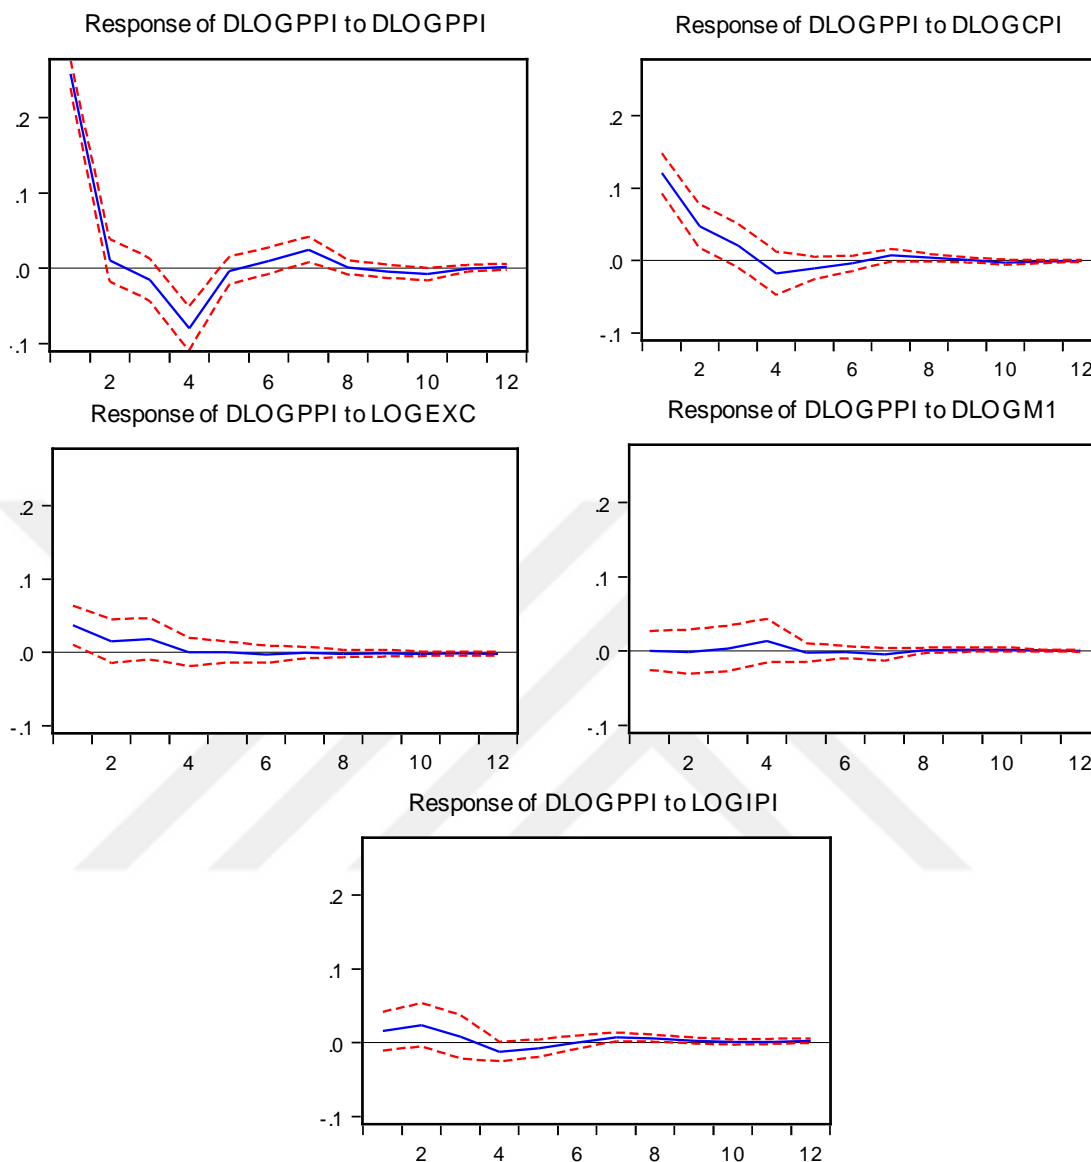 Response of DLOGPPI to DLOGPPI
Response of DLOGPPI to DLOGCPI
.2
.1
.0
.1
2 4 6 8 10 12
.2
.1
.0
-.1
2 4 6 8 10 12
Response of DLOGPPI to LOGEXC
Response of DLOGPPI to DLOGM1
.2
.1
.0
-.1
2 4 6 8 10 12
.2
.1
.0
-.1
2 4 6 8 10 12
Response of DLOGPPI to LOGIPI
.2
.1
.0
-.1
2 4 6 8 10 12